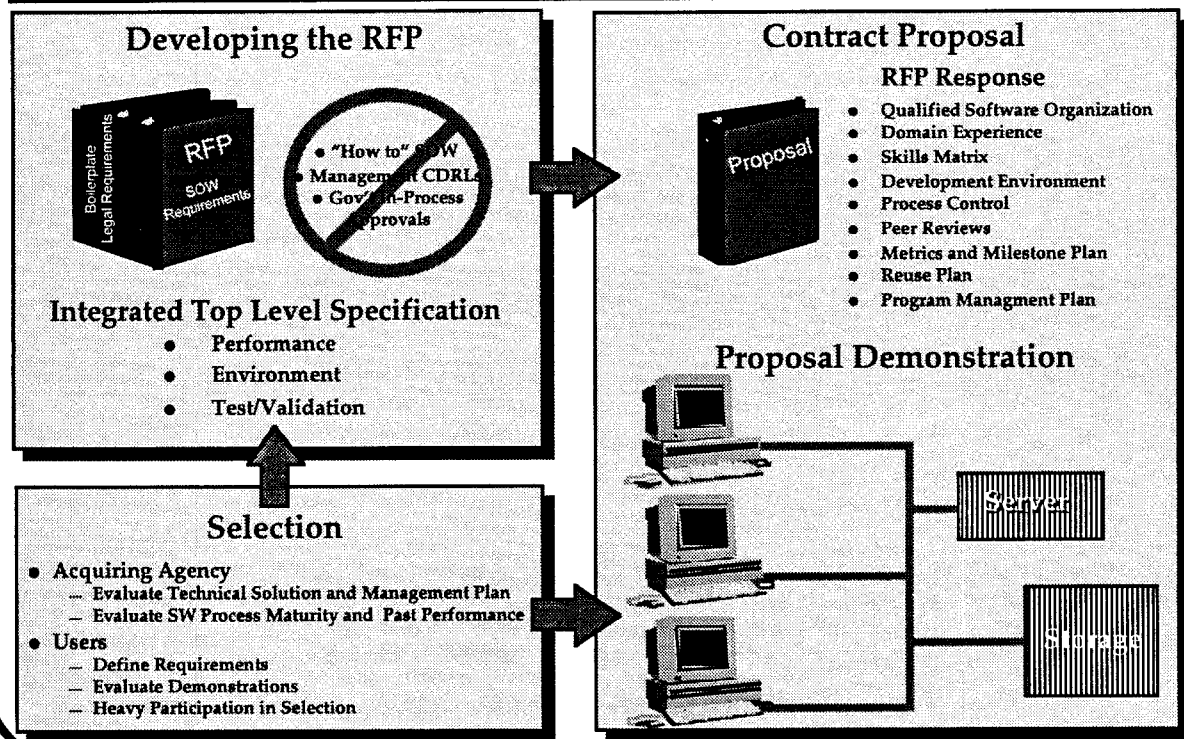 Developing the RFP
Boilerplate
Legal Requirements
RFP
SOW
Requirements
● "How to" SOW
● Management CDRLs
● Gov't In-Process
Approvals
Integrated Top Level Specification
● Performance
● Environment
● Test/Validation
Selection
● Acquiring Agency
— Evaluate Technical Solution and Management Plan
— Evaluate SW Process Maturity and Past Performance
● Users
— Define Requirements
— Evaluate Demonstrations
— Heavy Participation in Selection
Contract Proposal
RFP Response
Proposal
● Qualified Software Organization
● Domain Experience
● Skills Matrix
● Development Environment
● Process Control
● Peer Reviews
● Metrics and Milestone Plan
● Reuse Plan
● Program Managment Plan
Proposal Demonstration
Server
Storage